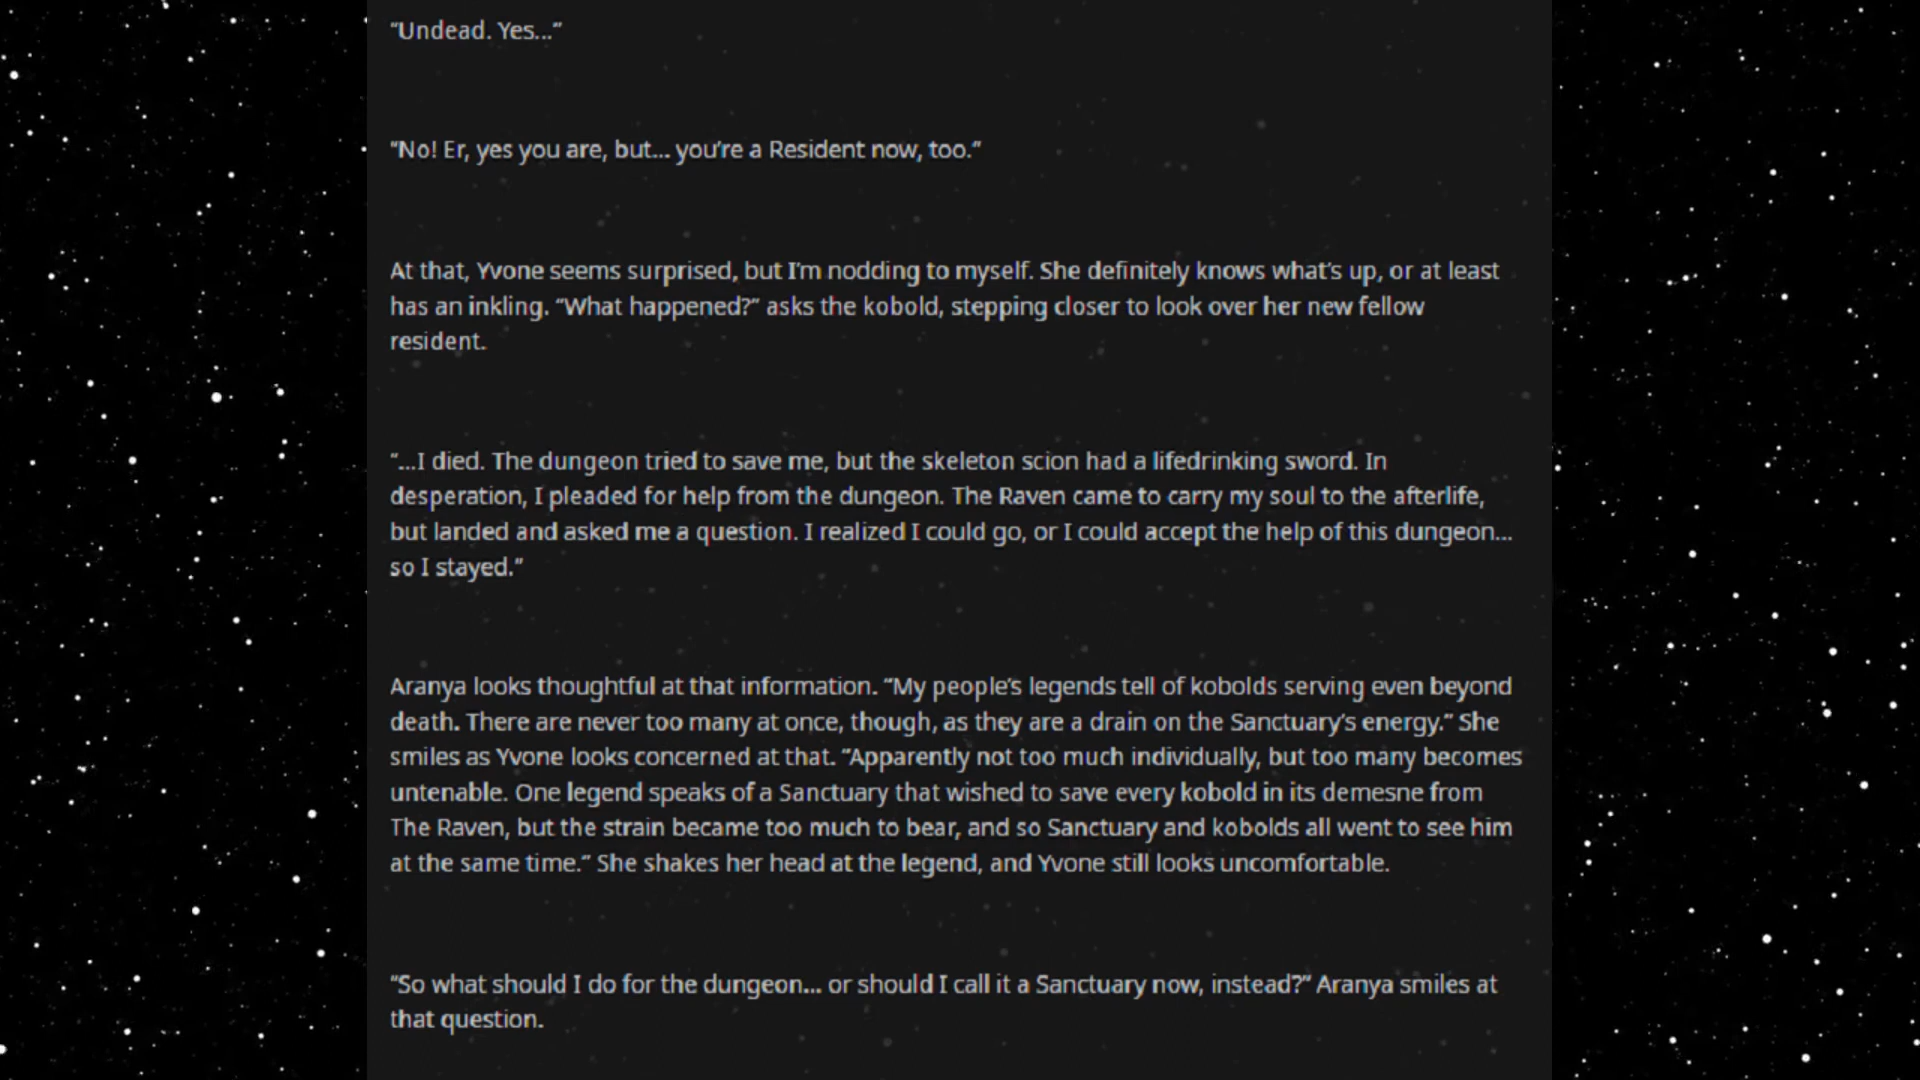 “Undead. Yes...”
“No! Er, yes you are, but... you’re a Resident now, too.”
At that, Yvone seems surprised, but I’m nodding to myself. She definitely knows what’s up, or at least
has an inkling. “What happened?” asks the kobold, stepping closer to look over her new fellow
resident.
“...I died. The dungeon tried to save me, but the skeleton scion had a lifedrinking sword. In
desperation, I pleaded for help from the dungeon. The Raven came to carry my soul to the afterlife,
but landed and asked me a question. I realized I could go, or I could accept the help of this dungeon...
so I stayed.”
Aranya looks thoughtful at that information. “My people’s legends tell of kobolds serving even beyond
death. There are never too many at once, though, as they are a drain on the Sanctuary’s energy.” She
smiles as Yvone looks concerned at that. “Apparently not too much individually, but too many becomes
untenable. One legend speaks of a Sanctuary that wished to save every kobold in its demesne from
The Raven, but the strain became too much to bear, and so Sanctuary and kobolds all went to see him
at the same time.” She shakes her head at the legend, and Yvone still looks uncomfortable.
“So what should I do for the dungeon... or should I call it a Sanctuary now, instead?” Aranya smiles at
that question.